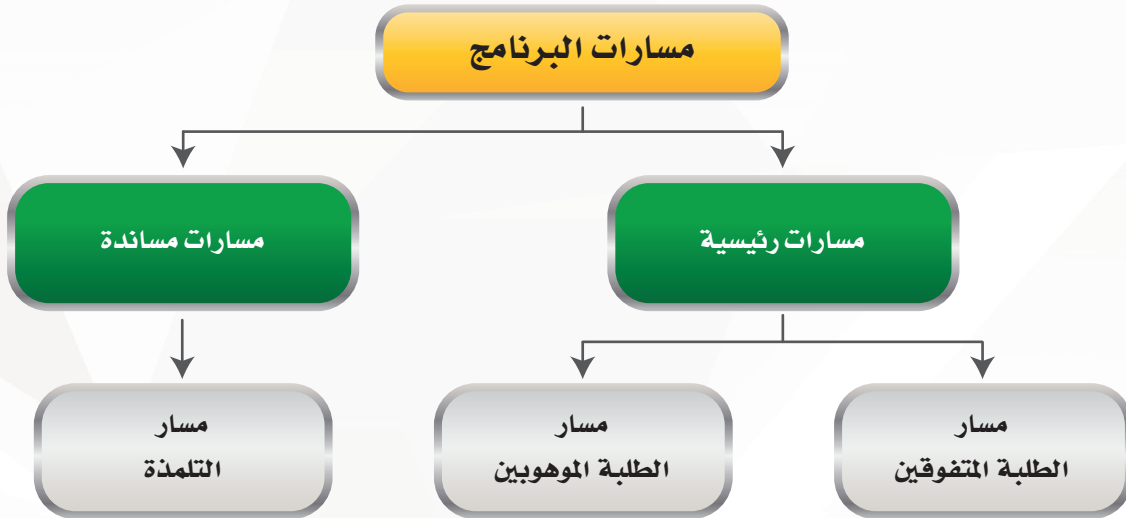 مسارات البرنامج
مسارات رئيسية
مسارات مساندة
مسار
الطلبة المتفوقين
مسار
الطلبة الموهوبين
مسار
التلمذة